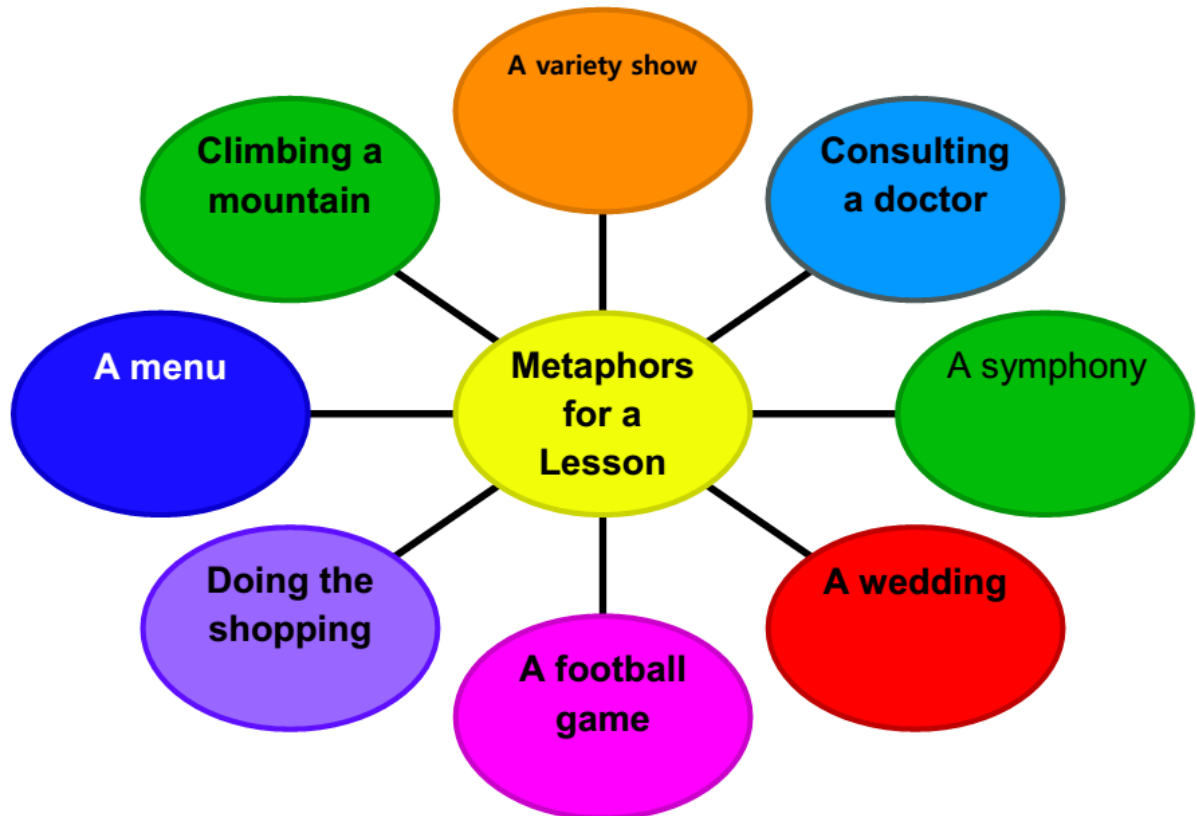 A variety show
Climbing a
mountain
Consulting
a doctor
A menu
Metaphors
for a
Lesson
A symphony
Doing the
shopping
A wedding
A football
game